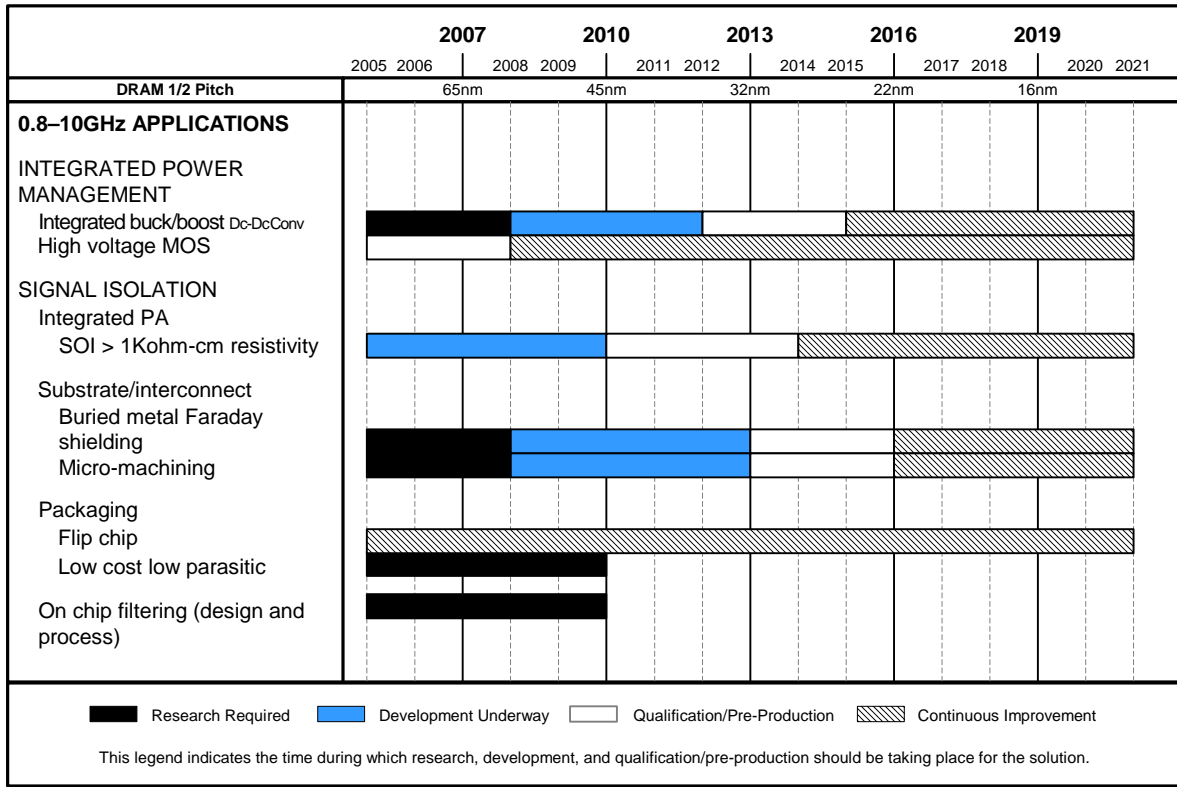 2007 2010 2013 2016 2019
2005 2006 2008 2009 2011 2012 2014 2015 2017 2018 2020 2021
DRAM 1/2 Pitch 65nm 45nm 32nm 22nm 16nm
0.8–10GHz APPLICATIONS
INTEGRATED POWER
MANAGEMENT
Integrated buck/boost Dc-DcConv
High voltage MOS
SIGNAL ISOLATION
Integrated PA
SOI > 1Kohm-cm resistivity
Substrate/interconnect
Buried metal Faraday
shielding
Micro-machining
Packaging
Flip chip
Low cost low parasitic
On chip filtering (design and
process)
Research Required Development Underway Qualification/Pre-Production Continuous Improvement
This legend indicates the time during which research, development, and qualification/pre-production should be taking place for the solution.